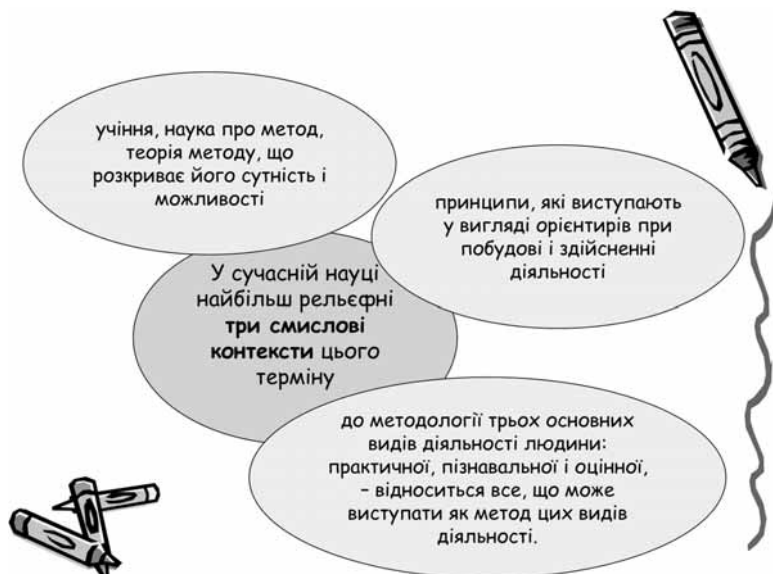 учіння, наука про метод,
теорія методу, що
розкриває його сутність і
можливості
принципи, які виступають
у вигляді орієнтирів при
побудові і здійсненні
діяльності
У сучасній науці
найбільш рельєфні
три смислові
контексти цього
терміну
до методології трьох основних
видів діяльності людини:
практичної, пізнавальної і оцінної,
– відноситься все, що може
виступати як метод цих видів
діяльності.